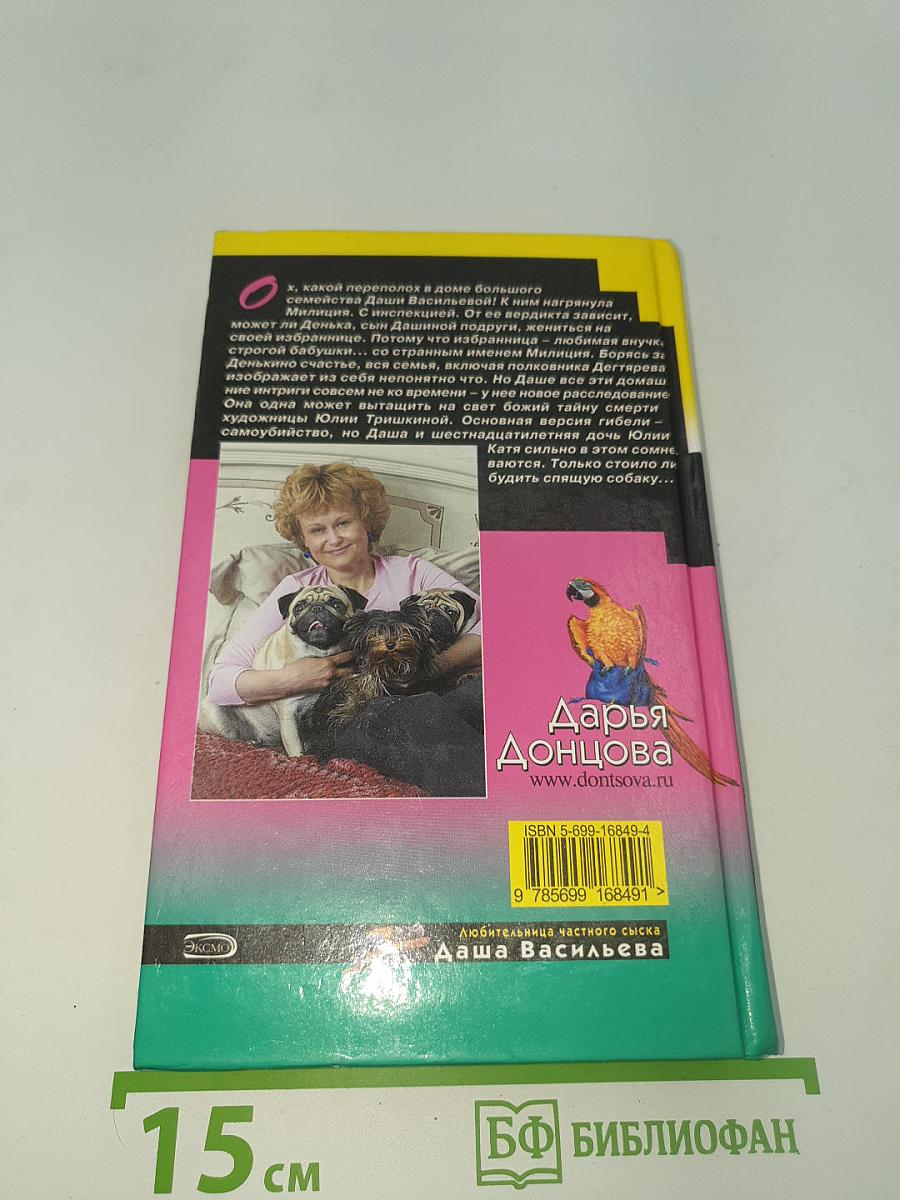 Ох, какой переполох в доме большого
семейства Даши Васильевой! К ним нагрянула
Милиция. С инспекцией. От ее вердикта зависит,
может ли Денька, сын Дашиной подруги, жениться на
своей избраннице. Потому что избранница – любимая внучк
строгой бабушки... со странным именем Милиция. Борясь за
Денькино счастье, вся семья, включая полковника Дегтярева
изображает из себя непонятно что. Но Даше все эти домаш
ние интриги совсем не ко времени – у нее новое расследование
Она одна может вытащить на свет божий тайну смерти
художницы Юлии Тришкиной. Основная версия гибели –
самоубийство, но Даша и шестнадцатилетняя дочь Юлии
Катя сильно в этом сомне
ваются. Только стоило ли
будить спящую собаку...
Дарья
Донцова
www.dontsova.ru
ISBN 5-699-16849-4
9 785699 168491 >
Любительница частного сыска
ЭКСМО Даша Васильева
15 см
БФ БИБЛИОФАН